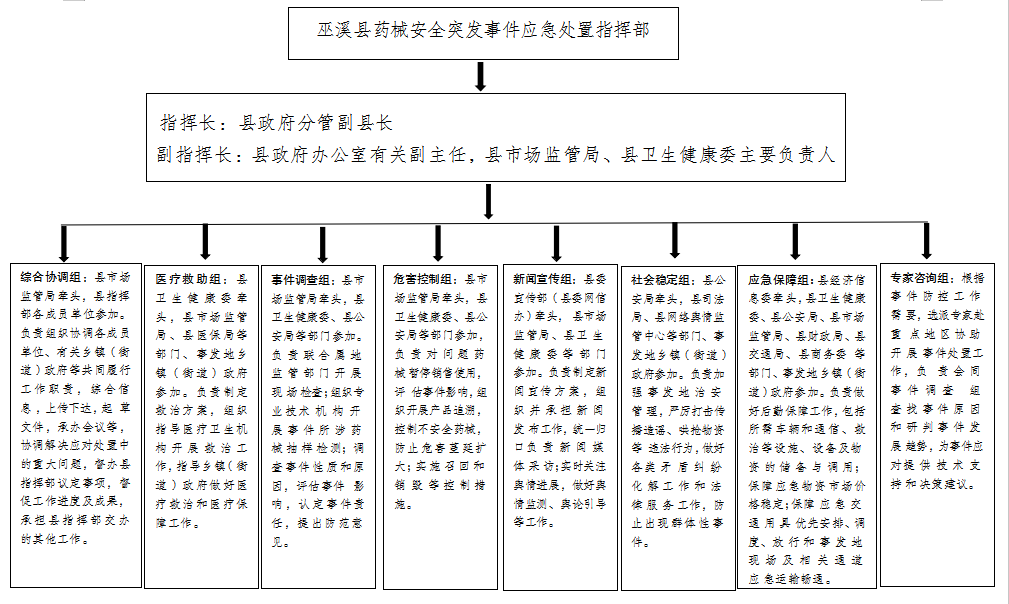 巫溪县药械安全突发事件应急处置指挥部
指挥长：县政府分管副县长
副指挥长：县政府办公室有关副主任，县市场监管局、县卫生健康委主要负责人
综合协调组：县市场
监管局牵头，县指挥
部各成员单位参加。
负责组织协调各成员
单位、有关乡镇（街
道）政府等共同履行
工作职责，综合信
息，上传下达，起 草
文件，承办会议等，
协调解决应对处置中
的重大问题，督办县
指挥部议定事项，督
促工作进度及成果，
承担县指挥部交办
的其他工作。
医疗救助组： 县
卫生健康委牵
头，县市场监管
局、县医保局等
部门、事发地乡
镇（街道）政府
参加。负责制定
救治方案，组织
指导医疗卫生机
构开展救治工
作，指导乡镇（街
道）政府做好医
疗救治和医疗保
障工作。
事件调查组：县市
场监管局牵头，县
卫生健康委、县公
安局等部门参加。
负责联合属地
监管部门开展
现场检查；组织专
业技术机构开
展事件所涉药
械抽样检测；调
查事件性质和原
因，评估事件 影
响，认定事件责
任，提出防范意
见。
危害控制组：县市
场监管局牵头，县
卫生健康委、县公
安局等部门参加，
负责对问题药
械暂停销售使用，
评 估事件影响，组
织开展产品追溯，
控制不安全药械，
防止危害蔓延扩
大；实施召回和
销毁等控制措
施。
新闻宣传组：县委
宣传部（县委网信
办）牵头， 县市场
监管局、县卫生
健康委等部门
参加。负责制定新
闻宣传方案，组
织并承担新闻
发布工作，统一归
口负责新闻媒
体采访；实时关注
舆情进展，做好舆
情监测、舆论引导
等工作。
社会稳定组：县公
安局牵头，县司法
局、县网络舆情监
管中心等部门、事
发地乡镇（街道）
政府参加。负责加
强事发地治安
管理，严厉打击传
播谣言、哄抢物资
等 违法行为，做好
各类矛盾纠纷
化解工作和法
律服务工作，防
止出现群体性事
件。
应急保障组：县经济信
息委牵头，县卫生健康
委、县公安局、县市场
监管局、县财政局、县
交通局、县商务委 等
部门、事发地乡镇（街
道）政府参加。负责做
好后勤保障工作，包括
所需车辆和通信、救
治等设施、设备及物
资的储备与调用；
保障应急物资市场价
格稳定；保障 应急 交
通用具 优先安排、调
度、放行和事发地
现场及相关通道
应急运输畅通。
专家咨询组：根据
事件防控工作
需要，选派专家赴
重点地区协助
开展事件处置工
作，负责会同
事件调查 组
查找事件原因
和研判事件发
展趋势，为事件应
对提供技术支
持和决策建议。